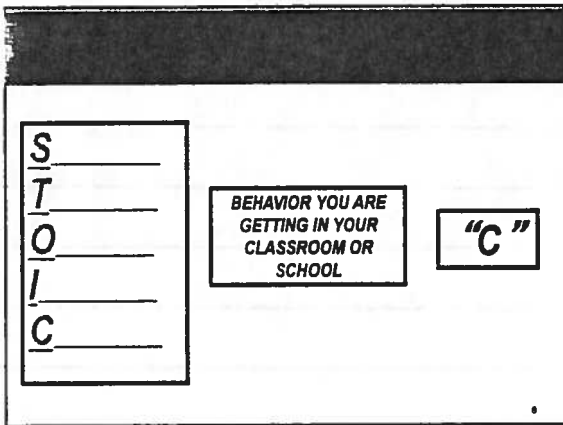 S
T
O
I
C
BEHAVIOR YOU ARE
GETTING IN YOUR
CLASSROOM OR
SCHOOL
"C"